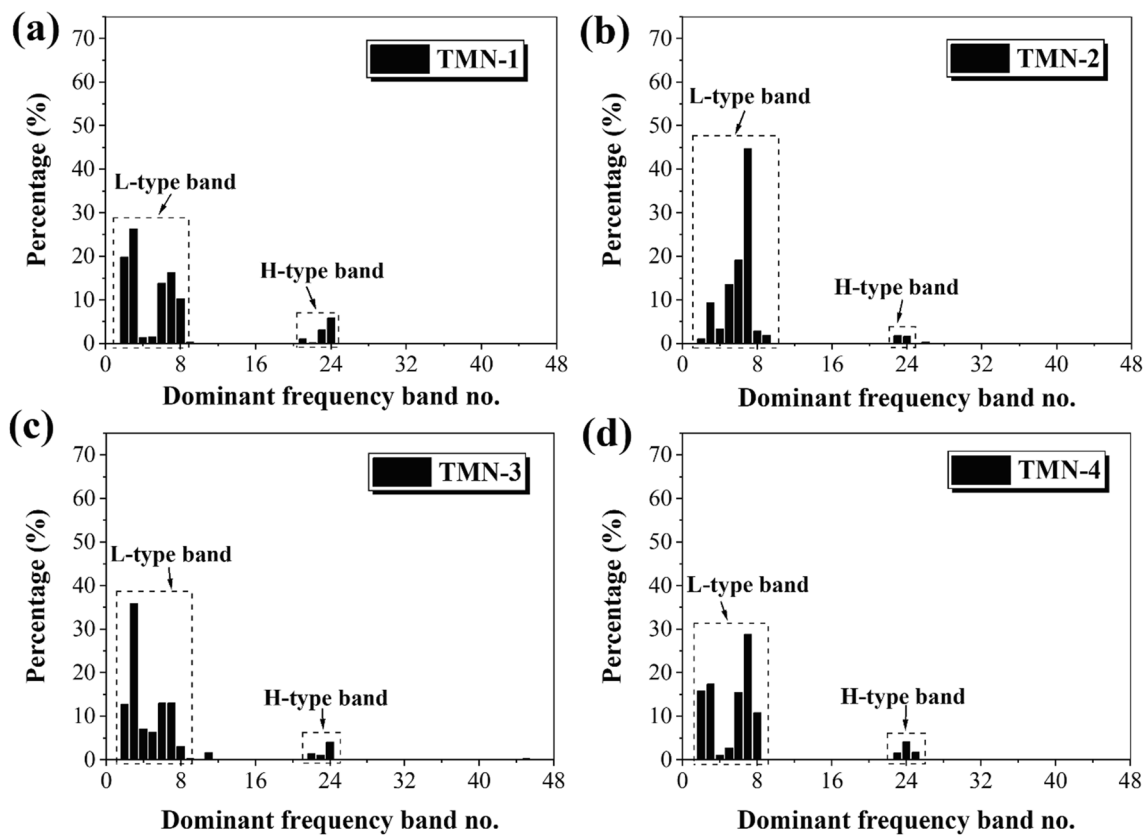 (a)
TMN-1
Percentage (%)
70
60
50
40
30
20
10
0
L-type band
H-type band
0 8 16 24 32 40 48
Dominant frequency band no.
(b)
TMN-2
Percentage (%)
70
60
50
40
30
20
10
0
L-type band
H-type band
0 8 16 24 32 40 48
Dominant frequency band no.
(c)
TMN-3
Percentage (%)
70
60
50
40
30
20
10
0
L-type band
H-type band
0 8 16 24 32 40 48
Dominant frequency band no.
(d)
TMN-4
Percentage (%)
70
60
50
40
30
20
10
0
L-type band
H-type band
0 8 16 24 32 40 48
Dominant frequency band no.